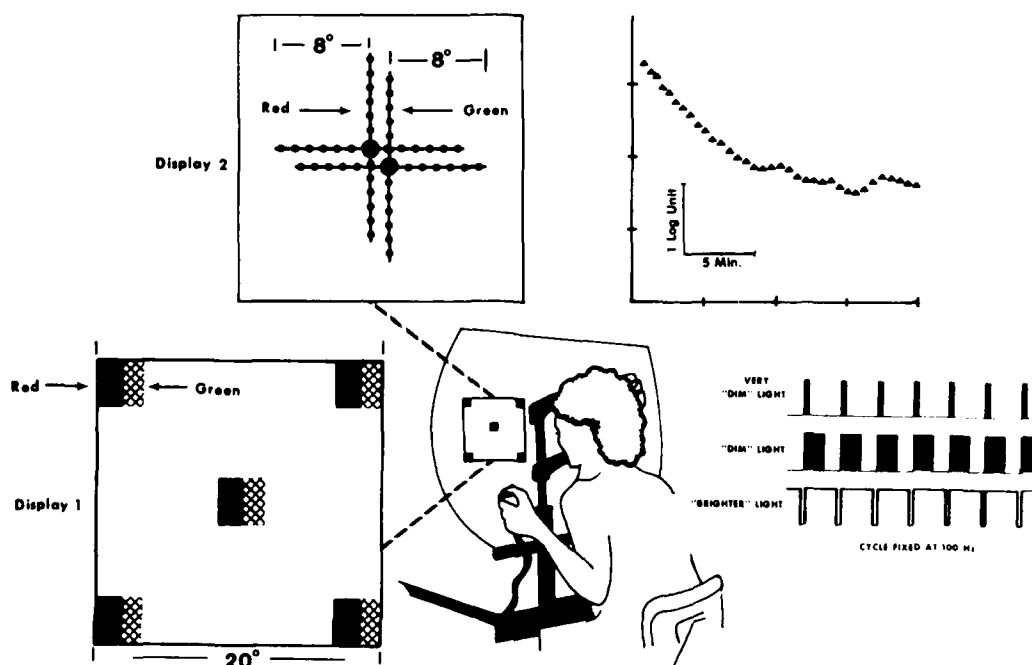 8°
8°
Red
Green
Display 2
1 Log Unit
5 Min.
Red
Green
Display 1
20°
VERY
"DIM" LIGHT
"DIM" LIGHT
"BRIGHTER" LIGHT
CYCLE FIXED AT 100 Hz